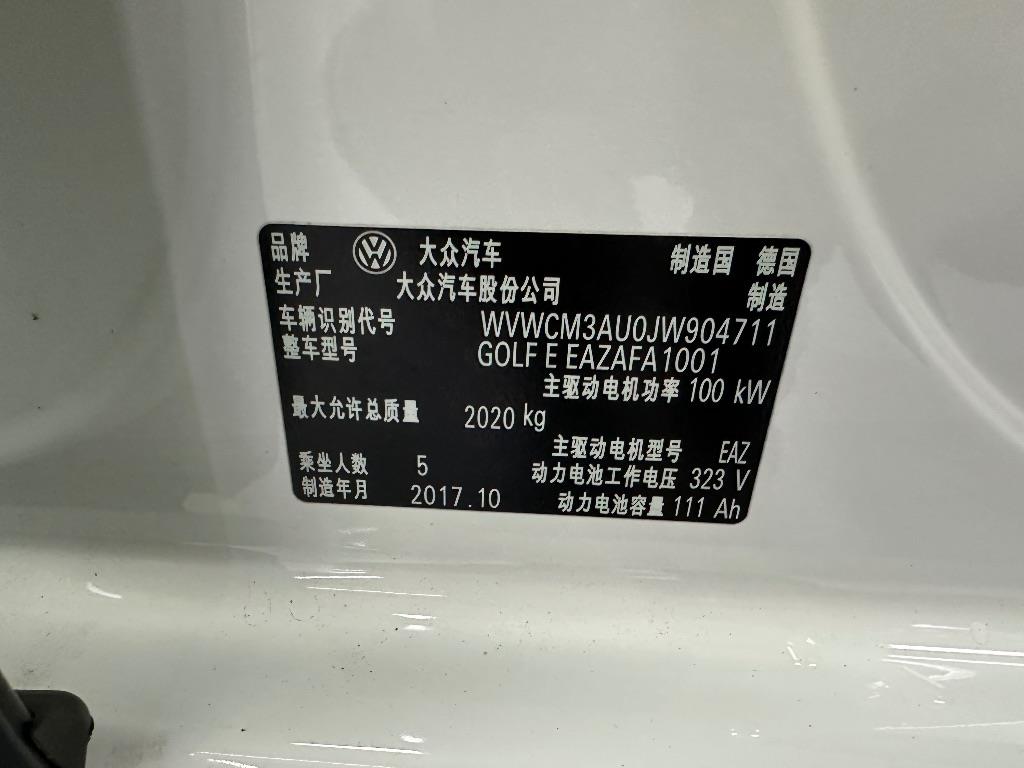 品牌 大众汽车 制造国 德国
生产厂 大众汽车股份公司 制造
车辆识别代号 WVWCM3AU0JW904711
整车型号 GOLF E EAZAFA1001
主驱动电机功率 100 kW
最大允许总质量 2020 kg
主驱动电机型号 EAZ
乘坐人数 5 动力电池工作电压 323 V
制造年月 2017.10 动力电池容量 111 Ah